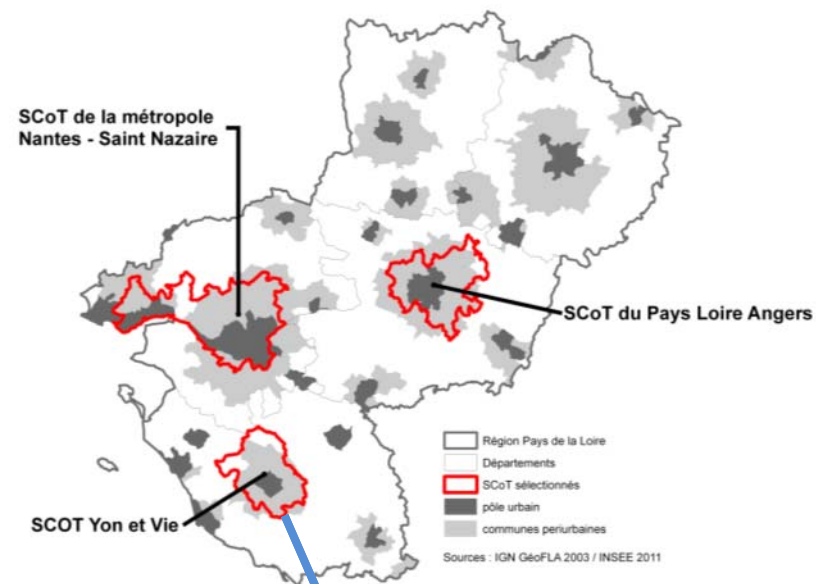 SCoT de la métropole
Nantes - Saint Nazaire
SCoT du Pays Loire Angers
SCOT Yon et Vie
Région Pays de la Loire
Départements
SCoT sélectionnés
pôle urbain
communes periurbaines
Sources : IGN GéoFLA 2003 / INSEE 2011